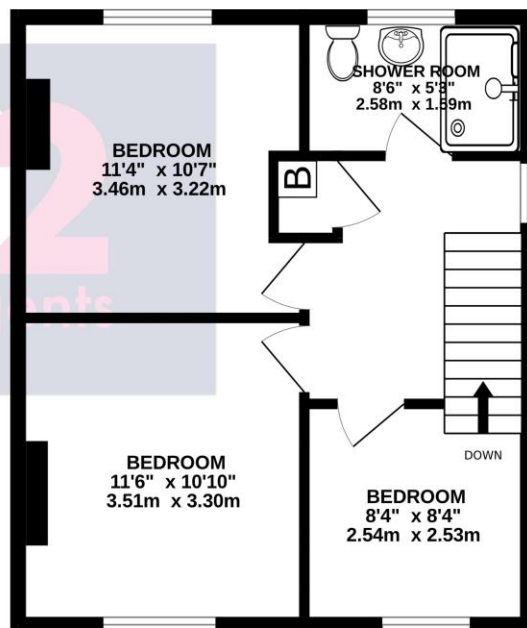 SHOWER ROOM
8'6" x 5'3"
2.58m x 1.59m
BEDROOM
11'4" x 10'7"
3.46m x 3.22m
B
2
BEDROOM
11'6" x 10'10"
3.51m x 3.30m
DOWN
BEDROOM
8'4" x 8'4"
2.54m x 2.53m